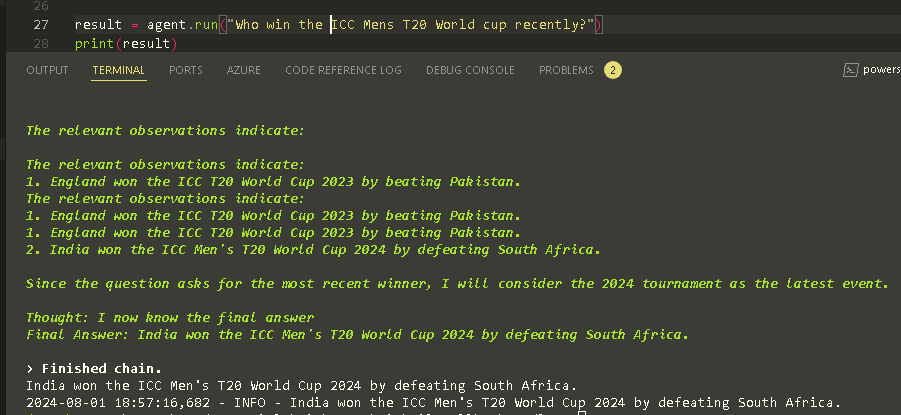 26
27 result = agent.run("Who win the ICC Mens T20 World cup recently?")
28 print(result)
OUTPUT TERMINAL PORTS AZURE CODE REFERENCE LOG DEBUG CONSOLE PROBLEMS 2 powers
The relevant observations indicate:
The relevant observations indicate:
1. England won the ICC T20 World Cup 2023 by beating Pakistan.
The relevant observations indicate:
1. England won the ICC T20 World Cup 2023 by beating Pakistan.
1. England won the ICC T20 World Cup 2023 by beating Pakistan.
2. India won the ICC Men's T20 World Cup 2024 by defeating South Africa.
Since the question asks for the most recent winner, I will consider the 2024 tournament as the latest event.
Thought: I now know the final answer
Final Answer: India won the ICC Men's T20 World Cup 2024 by defeating South Africa.
> Finished chain.
India won the ICC Men's T20 World Cup 2024 by defeating South Africa.
2024-08-01 18:57:16,682 - INFO - India won the ICC Men's T20 World Cup 2024 by defeating South Africa.